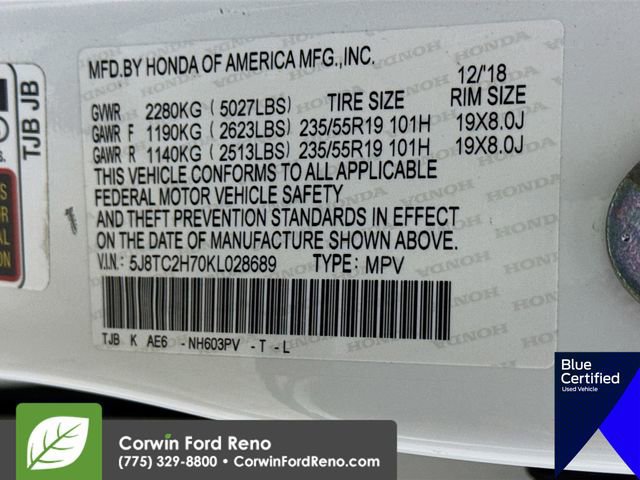 MFD.BY HONDA OF AMERICA MFG.,INC.
12/'18
GVWR 2280KG ( 5027LBS) TIRE SIZE RIM SIZE
GAWR F 1190KG ( 2623LBS) 235/55R19 101H 19X8.0J
GAWR R 1140KG ( 2513LBS) 235/55R19 101H 19X8.0J
THIS VEHICLE CONFORMS TO ALL APPLICABLE
FEDERAL MOTOR VEHICLE SAFETY
AND THEFT PREVENTION STANDARDS IN EFFECT
ON THE DATE OF MANUFACTURE SHOWN ABOVE.
V.I.N.: 5J8TC2H70KL028689 TYPE: MPV
TJB K AE6 - NH603PV - T - L
TJB JB
Blue
Certified
Used Vehicle
Corwin Ford Reno
(775) 329-8800 • CorwinFordReno.com